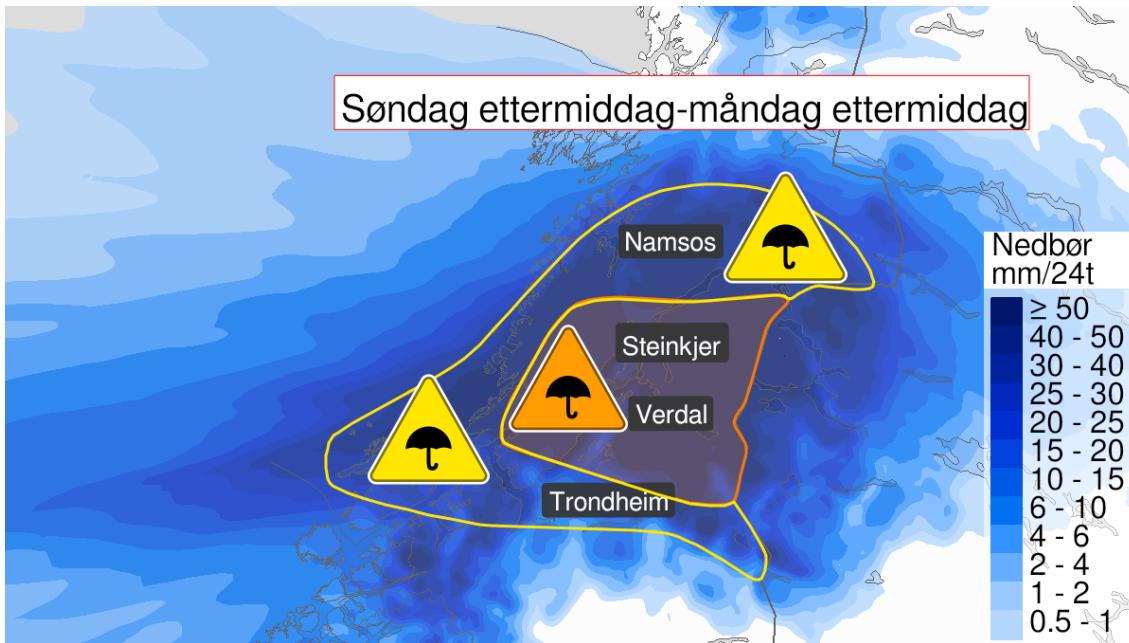 Søndag ettermiddag-måndag ettermiddag
Namsos
Steinkjer
Verdal
Trondheim
Nedbør
mm/24t
≥ 50
40 - 50
30 - 40
25 - 30
20 - 25
15 - 20
10 - 15
6 - 10
4 - 6
2 - 4
1 - 2
0.5 - 1